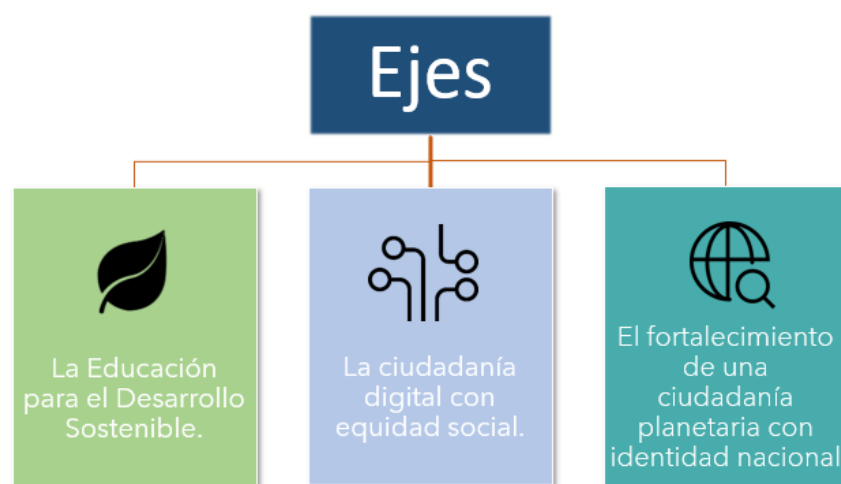 Ejes
La Educación
para el Desarrollo
Sostenible.
La ciudadanía
digital con
equidad social.
El fortalecimiento
de una
ciudadanía
planetaria con
identidad nacional